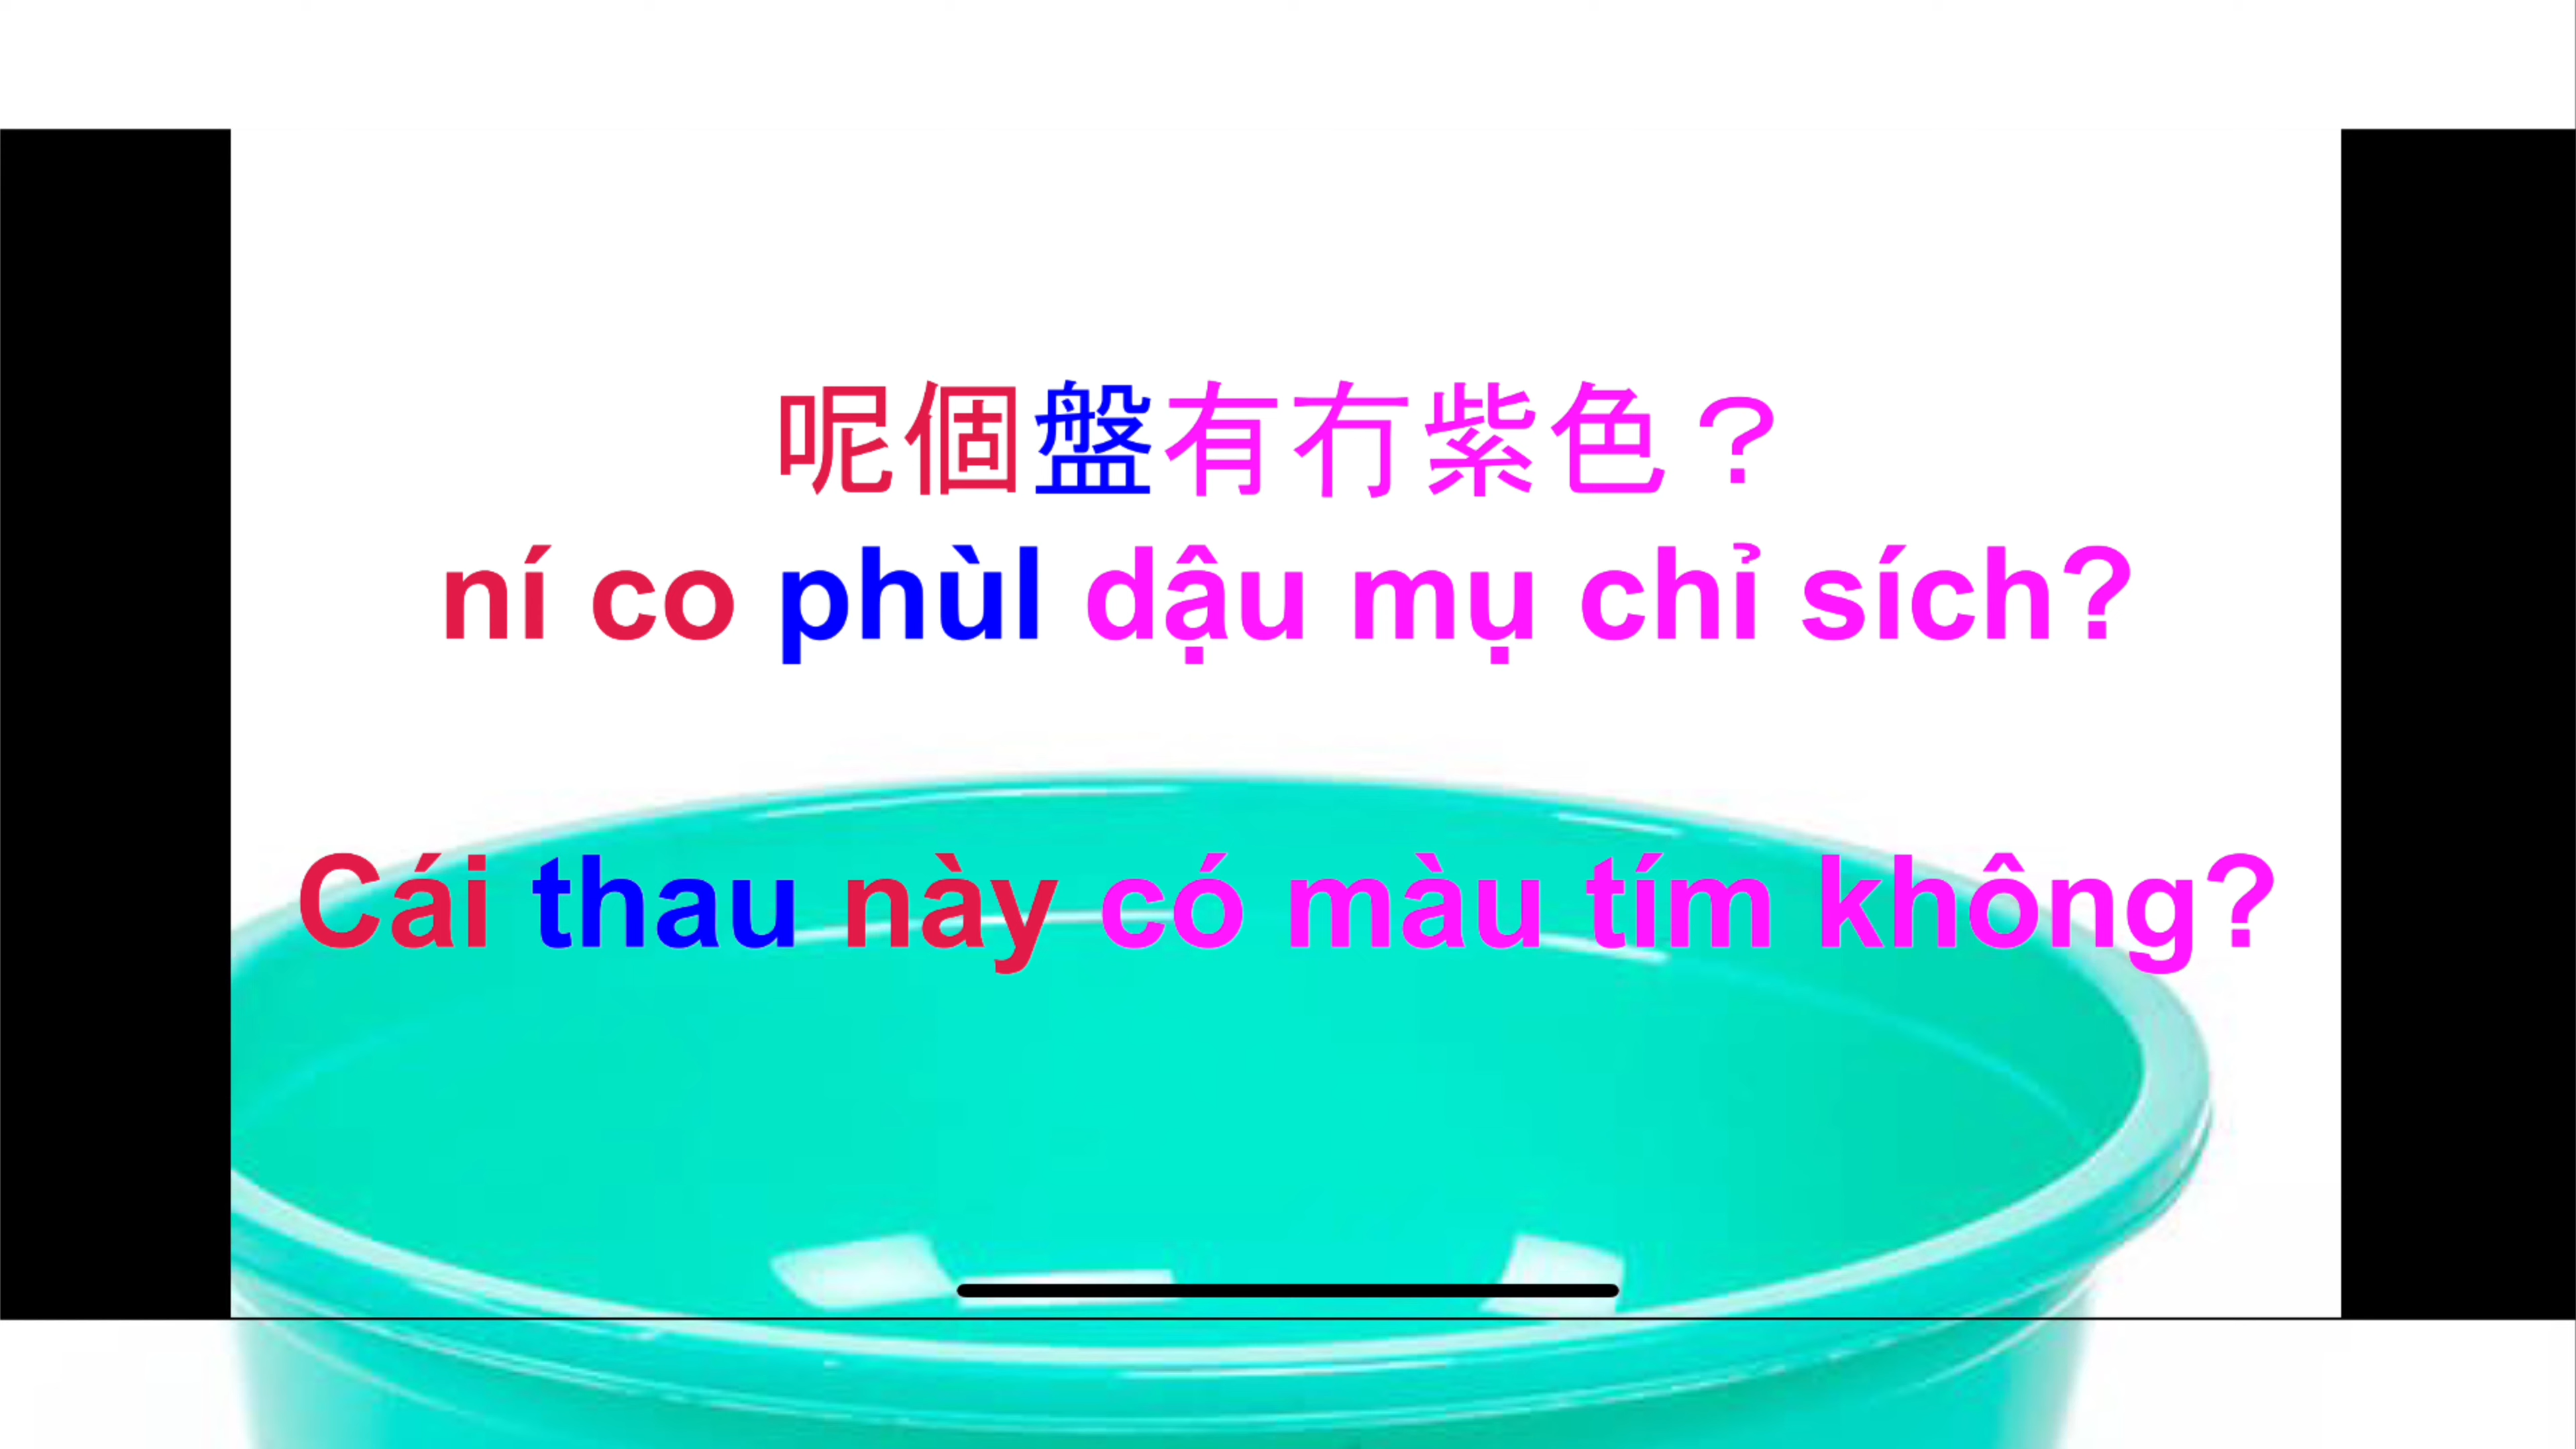 呢個盤有冇紫色？
ní co phùl dậu mụ chỉ sích?
Cái thau này có màu tím không?